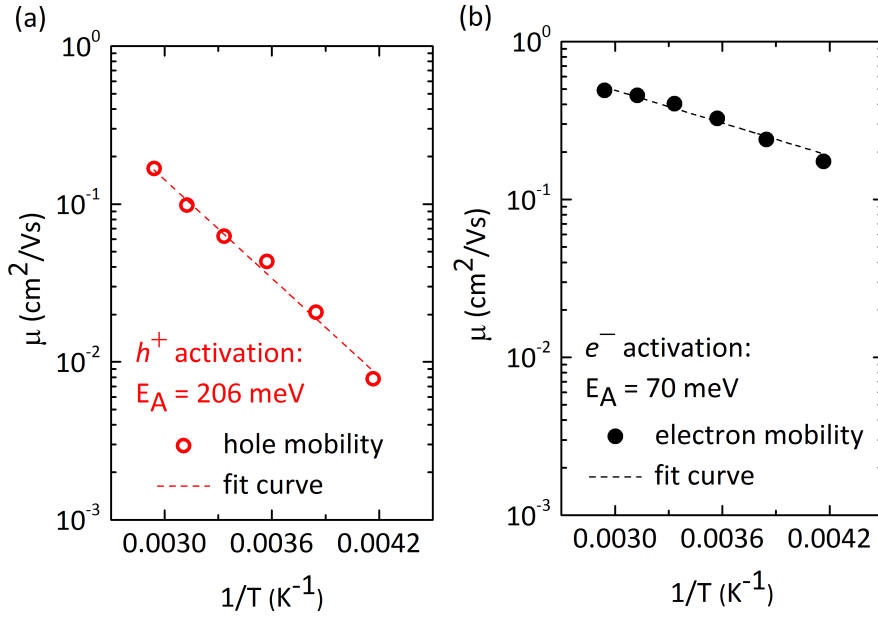 (a)
10^0
10^-1
10^-2
10^-3
μ (cm^2/Vs)
h^+ activation:
E_A = 206 meV
hole mobility
fit curve
0.0030 0.0036 0.0042
1/T (K^-1)
(b)
10^0
10^-1
10^-2
10^-3
μ (cm^2/Vs)
e^− activation:
E_A = 70 meV
electron mobility
fit curve
0.0030 0.0036 0.0042
1/T (K^-1)